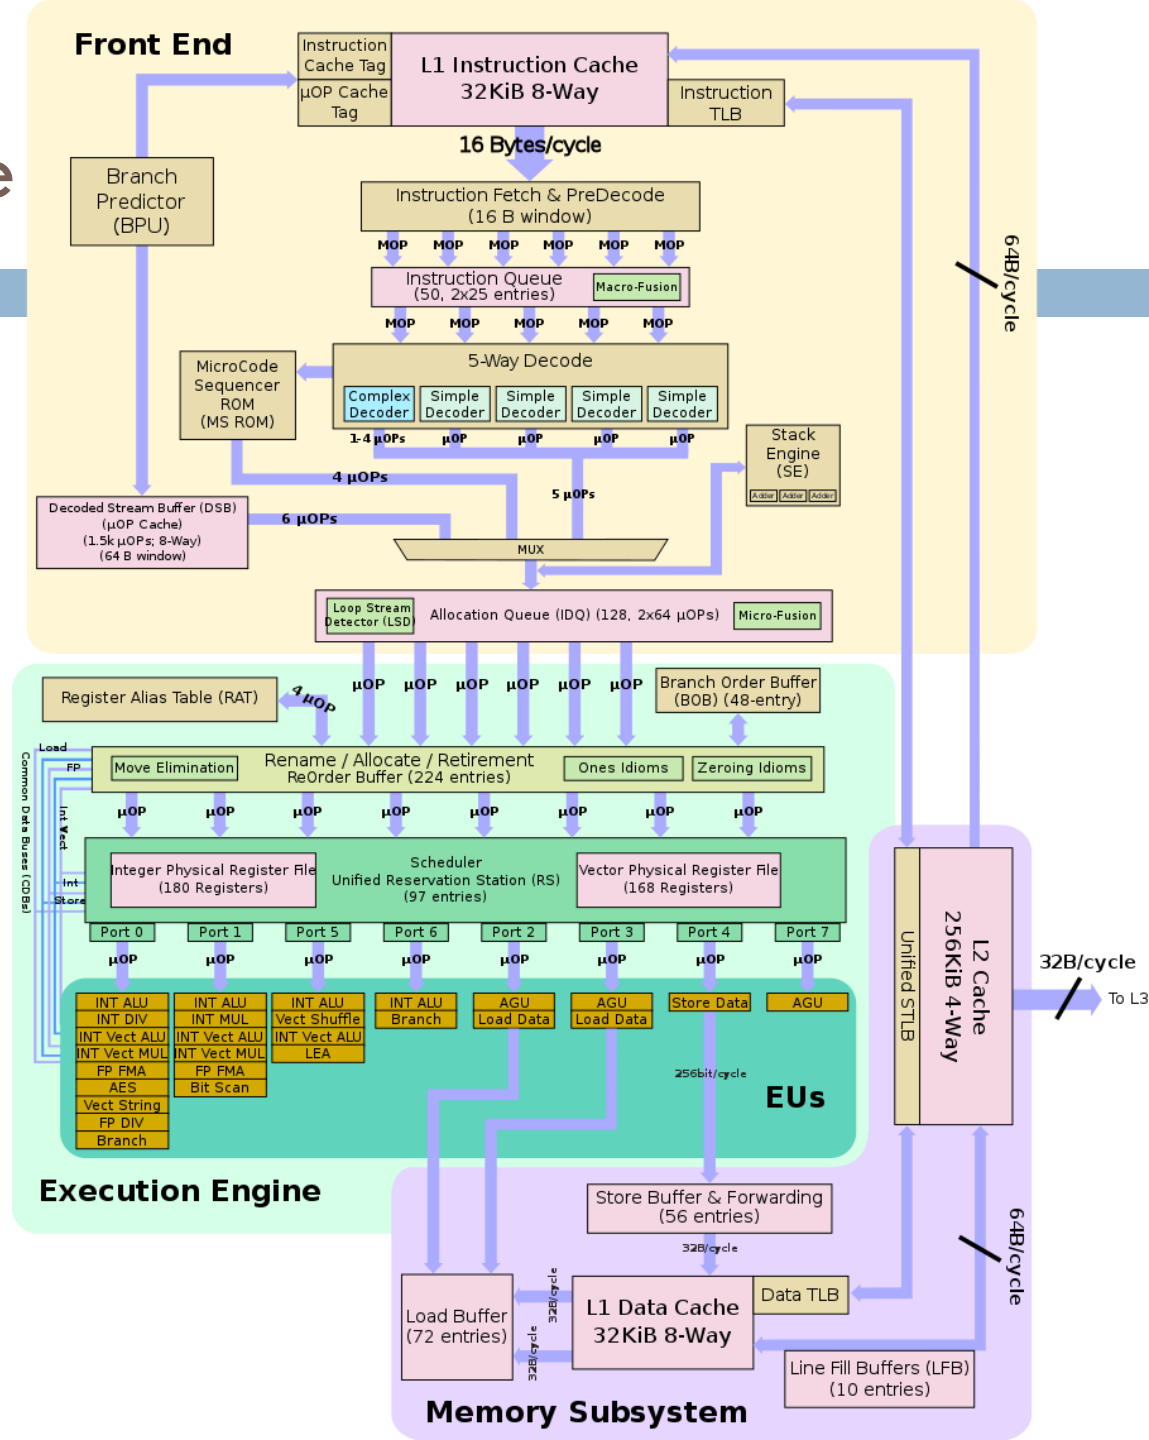 Front End
Instruction
Cache Tag
µOP Cache
Tag
L1 Instruction Cache
32KiB 8-Way
Instruction
TLB
16 Bytes/cycle
e
Branch
Predictor
(BPU)
Instruction Fetch & PreDecode
(16 B window)
MOP MOP MOP MOP MOP MOP
Instruction Queue
(50, 2x25 entries)
Macro-Fusion
64B/cycle
MOP MOP MOP MOP MOP
5-Way Decode
MicroCode
Sequencer
ROM
(MS ROM)
Complex
Decoder
Simple
Decoder
Simple
Decoder
Simple
Decoder
Simple
Decoder
1-4 µOPs µOP µOP µOP µOP
Stack
Engine
(SE)
Adder Adder Adder
4 µOPs
5 µOPs
Decoded Stream Buffer (DSB)
(µOP Cache)
(1.5k µOPs; 8-Way)
(64 B window)
6 µOPs
MUX
Loop Stream
Detector (LSD)
Allocation Queue (IDQ) (128, 2x64 µOPs)
Micro-Fusion
Register Alias Table (RAT)
4 µOP
µOP µOP µOP µOP µOP µOP
Branch Order Buffer
(BOB) (48-entry)
Load
FP
Common Data Buses (CDBs)
Int Vect
Int
Store
Move Elimination
Rename / Allocate / Retirement
ReOrder Buffer (224 entries)
Ones Idioms
Zeroing Idioms
µOP µOP µOP µOP µOP µOP µOP µOP
Integer Physical Register File
(180 Registers)
Scheduler
Unified Reservation Station (RS)
(97 entries)
Vector Physical Register File
(168 Registers)
Port 0 Port 1 Port 5 Port 6 Port 2 Port 3 Port 4 Port 7
µOP µOP µOP µOP µOP µOP µOP µOP
INT ALU
INT DIV
INT Vect ALU
INT Vect MUL
FP FMA
AES
Vect String
FP DIV
Branch
INT ALU
INT MUL
INT Vect ALU
INT Vect MUL
FP FMA
Bit Scan
INT ALU
Vect Shuffle
INT Vect ALU
LEA
INT ALU
Branch
AGU
Load Data
AGU
Load Data
Store Data
AGU
256bit/cycle
EUs
Execution Engine
Unified STLB
L2 Cache
256KiB 4-Way
32B/cycle
To L3
Store Buffer & Forwarding
(56 entries)
32B/cycle
64B/cycle
Load Buffer
(72 entries)
32B/cycle
32B/cycle
L1 Data Cache
32KiB 8-Way
Data TLB
Line Fill Buffers (LFB)
(10 entries)
Memory Subsystem